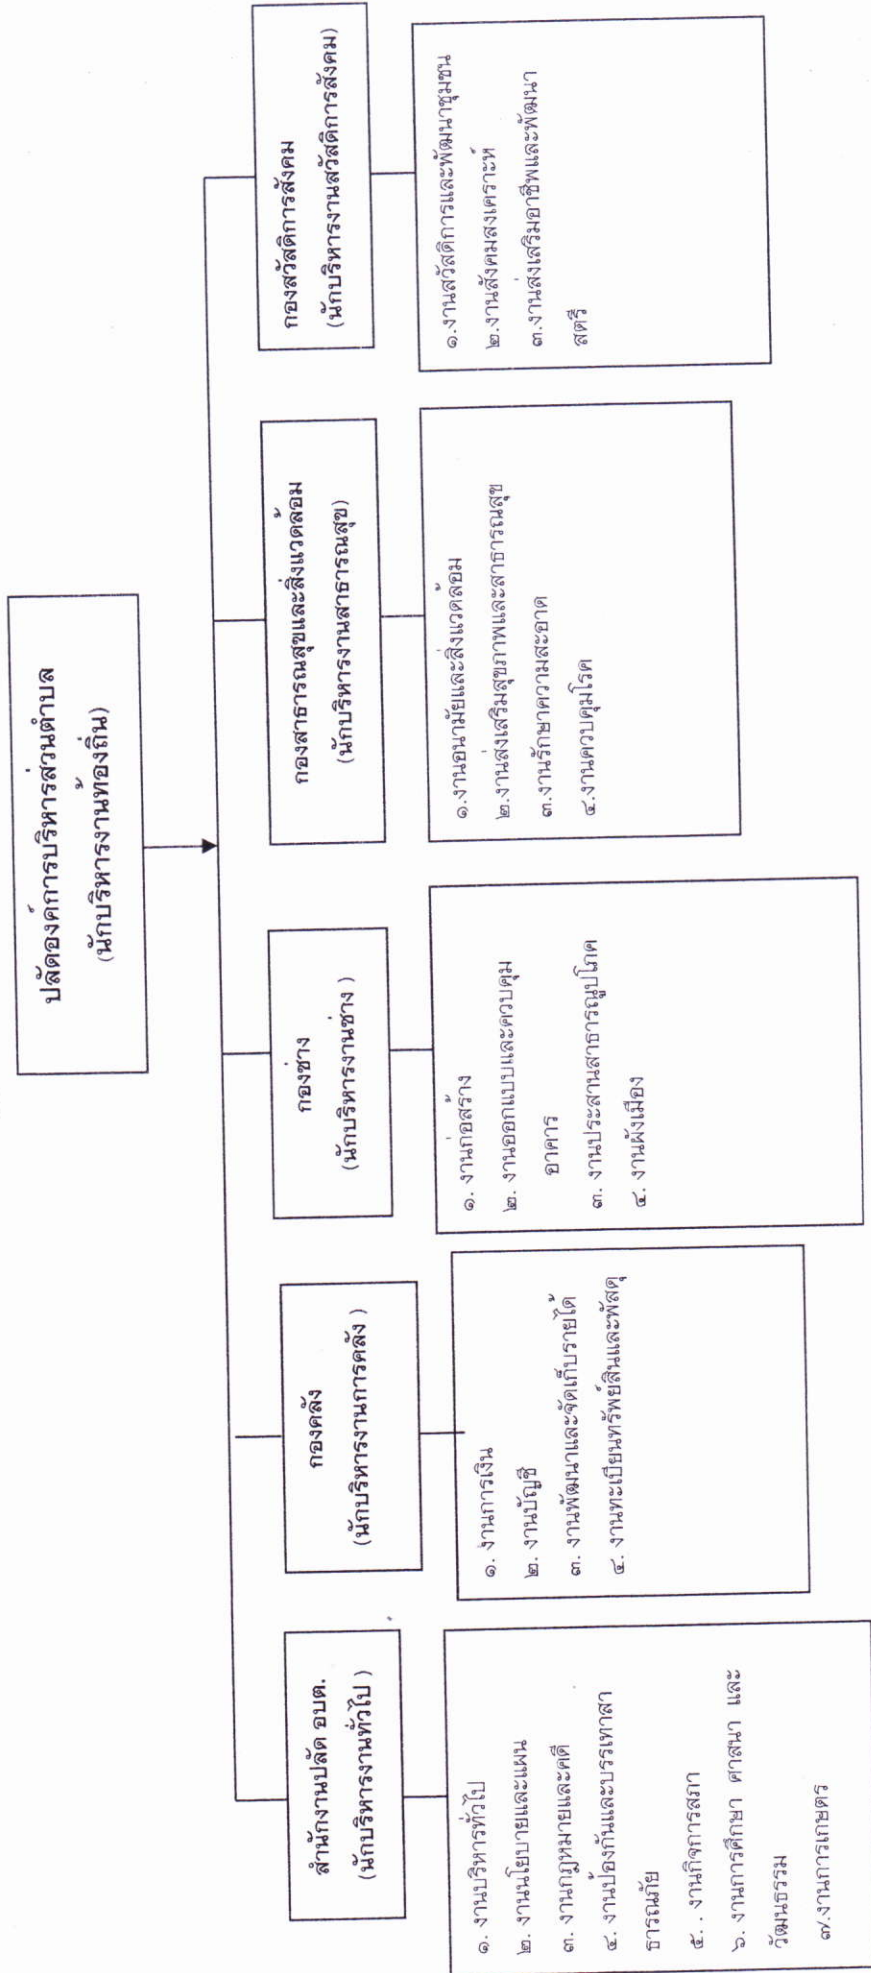 ปลัดองค์การบริหารส่วนตำบล
(นักบริหารงานท้องถิ่น)
สำนักงานปลัด อบต.
(นักบริหารงานทั่วไป )
๑. งานบริหารทั่วไป
๒. งานนโยบายและแผน
๓. งานกฎหมายและคดี
๔. งานป้องกันและบรรเทาสา
ธารณภัย
๕. . งานกิจการสภา
๖. งานการศึกษา ศาสนา และ
วัฒนธรรม
๗.งานการเกษตร
กองคลัง
(นักบริหารงานการคลัง )
๑. งานการเงิน
๒. งานบัญชี
๓. งานพัฒนาและจัดเก็บรายได้
๔. งานทะเบียนทรัพย์สินและพัสดุ
กองช่าง
(นักบริหารงานช่าง )
๑. งานก่อสร้าง
๒. งานออกแบบและควบคุม
อาคาร
๓. งานประสานสาธารณูปโภค
๔. งานผังเมือง
กองสาธารณสุขและสิ่งแวดล้อม
(นักบริหารงานสาธารณสุข)
๑.งานอนามัยและสิ่งแวดล้อม
๒.งานส่งเสริมสุขภาพและสาธารณสุข
๓.งานรักษาความสะอาด
๔.งานควบคุมโรค
กองสวัสดิการสังคม
(นักบริหารงานสวัสดิการสังคม)
๑.งานสวัสดิการและพัฒนาชุมชน
๒.งานสังคมสงเคราะห์
๓.งานส่งเสริมอาชีพและพัฒนา
สตรี